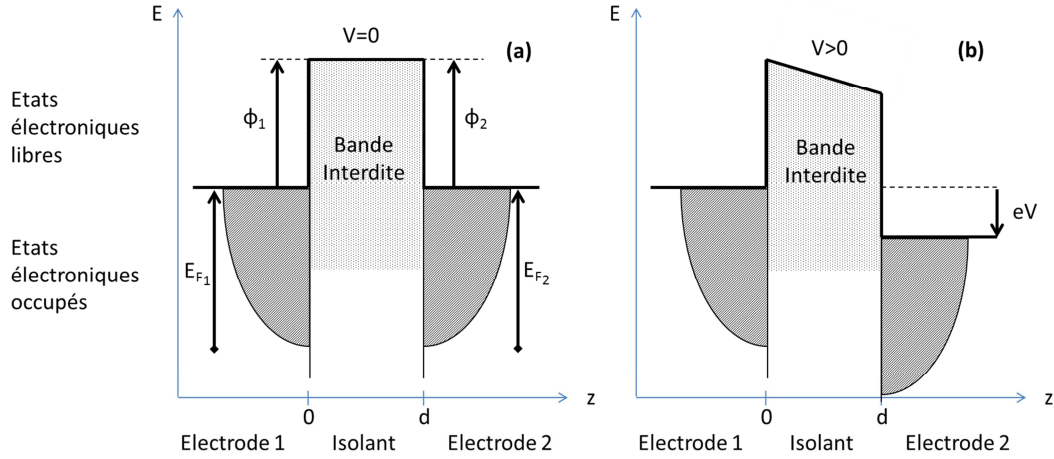 E
V=0
(a)
Etats
électroniques
libres
ϕ1
ϕ2
Bande
Interdite
Etats
électroniques
occupés
EF1
EF2
0
d
z
Electrode 1
Isolant
Electrode 2
E
V>0
(b)
Bande
Interdite
eV
0
d
z
Electrode 1
Isolant
Electrode 2